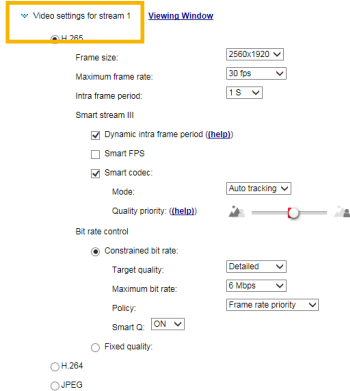 Video settings for stream 1 Viewing Window
H.265
Frame size: 2560x1920
Maximum frame rate: 30 fps
Intra frame period: 1 S
Smart stream III
Dynamic intra frame period ((help))
Smart FPS
Smart codec:
Mode: Auto tracking
Quality priority: ((help))
Bit rate control
Constrained bit rate:
Target quality: Detailed
Maximum bit rate: 6 Mbps
Policy: Frame rate priority
Smart Q: ON
Fixed quality:
H.264
JPEG